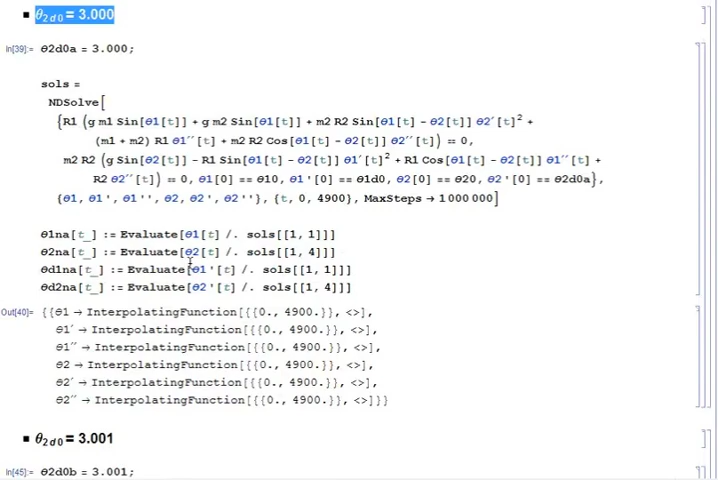 ▪ θ2d0 = 3.000
In[39]:= θ2d0a = 3.000;
sols =
NDSolve[
{R1 (g m1 Sin[θ1[t]] + g m2 Sin[θ1[t]] + m2 R2 Sin[θ1[t] - θ2[t]] θ2′[t]² +
(m1 + m2) R1 θ1′′[t] + m2 R2 Cos[θ1[t] - θ2[t]] θ2′′[t]) == 0,
m2 R2 (g Sin[θ2[t]] - R1 Sin[θ1[t] - θ2[t]] θ1′[t]² + R1 Cos[θ1[t] - θ2[t]] θ1′′[t] +
R2 θ2′′[t]) == 0, θ1[0] == θ10, θ1'[0] == θ1d0, θ2[0] == θ20, θ2'[0] == θ2d0a},
{θ1, θ1', θ1'', θ2, θ2', θ2''}, {t, 0, 4900}, MaxSteps → 1000000]
θ1na[t_] := Evaluate[θ1[t] /. sols[[1, 1]]]
θ2na[t_] := Evaluate[θ2[t] /. sols[[1, 4]]]
θd1na[t_] := Evaluate[θ1'[t] /. sols[[1, 1]]]
θd2na[t_] := Evaluate[θ2'[t] /. sols[[1, 4]]]
Out[40]= {{θ1 → InterpolatingFunction[{{0., 4900.}}, <>],
θ1′ → InterpolatingFunction[{{0., 4900.}}, <>],
θ1′′ → InterpolatingFunction[{{0., 4900.}}, <>],
θ2 → InterpolatingFunction[{{0., 4900.}}, <>],
θ2′ → InterpolatingFunction[{{0., 4900.}}, <>],
θ2′′ → InterpolatingFunction[{{0., 4900.}}, <>]}}
▪ θ2d0 = 3.001
In[45]:= θ2d0b = 3.001;